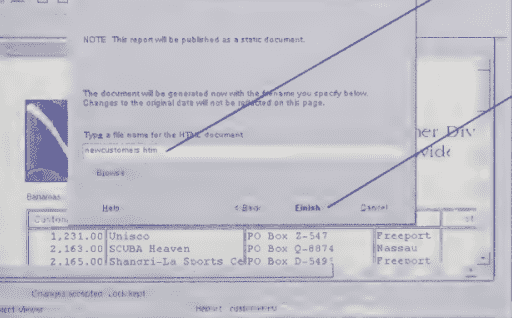 NOTE. This report will be published as a static document.
The document will be generated now with the filename you specify below.
Changes to the original data will not be reflected on this page.
Type a file name for the HTML document
newcustomers.htm
Browse
Help < Back Finish Cancel
Bahamas
1,231.00 Unisco PO Box Z-547 Freeport
2,163.00 SCUBA Heaven PO Box Q-8874 Nassau
2,165.00 Shangri-La Sports Ce PO Box D-5495 Freeport
Changes accepted